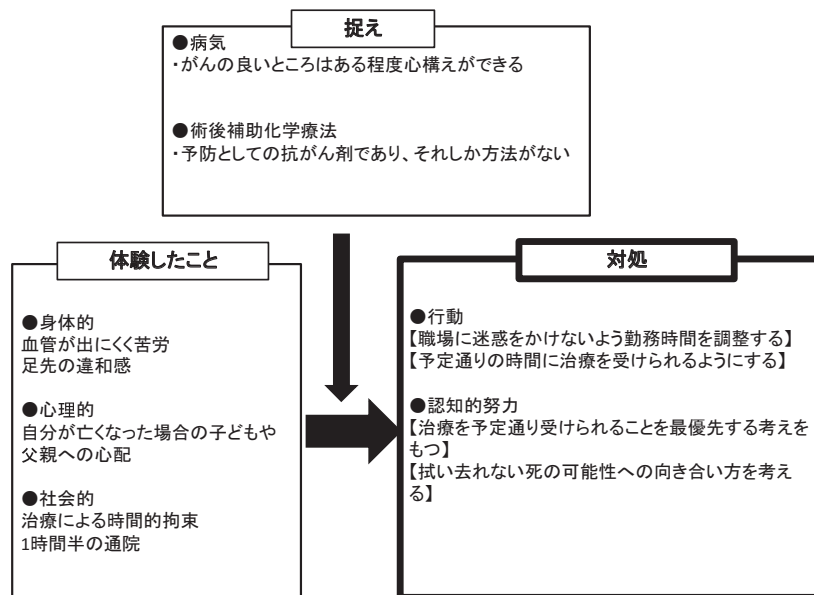 捉え
●病気
・がんの良いところはある程度心構えができる
●術後補助化学療法
・予防としての抗がん剤であり、それしか方法がない
体験したこと
●身体的
血管が出にくく苦労
足先の違和感
●心理的
自分が亡くなった場合の子どもや
父親への心配
●社会的
治療による時間的拘束
1時間半の通院
対処
●行動
【職場に迷惑をかけないよう勤務時間を調整する】
【予定通りの時間に治療を受けられるようにする】
●認知的努力
【治療を予定通り受けられることを最優先する考えを
もつ】
【拭い去れない死の可能性への向き合い方を考え
る】